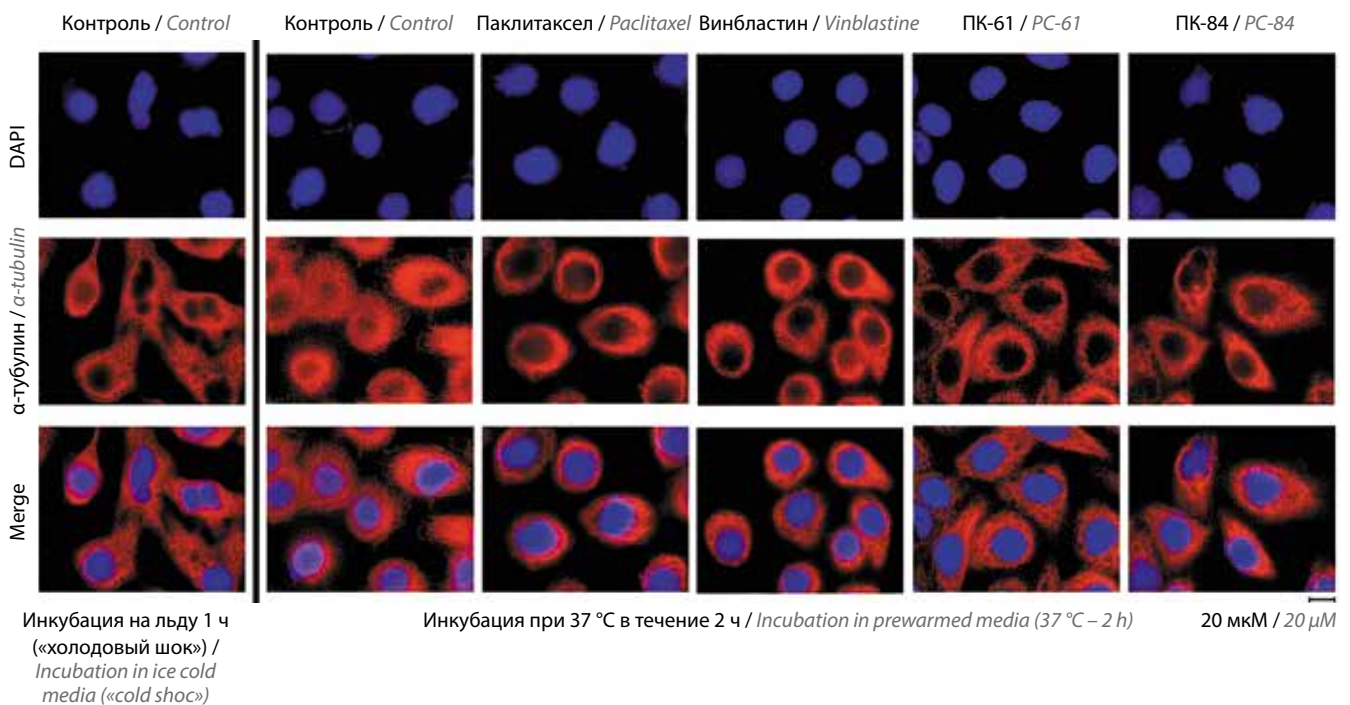 Контроль / Control
Контроль / Control
Паклитаксел / Paclitaxel
Винбластин / Vinblastine
ПК-61 / PC-61
ПК-84 / PC-84
DAPI
α-тубулин / α-tubulin
Merge
Инкубация на льду 1 ч
(«холодовый шок») /
Incubation in ice cold
media («cold shoc»)
Инкубация при 37 °C в течение 2 ч / Incubation in prewarmed media (37 °C – 2 h)
20 мкМ / 20 μM